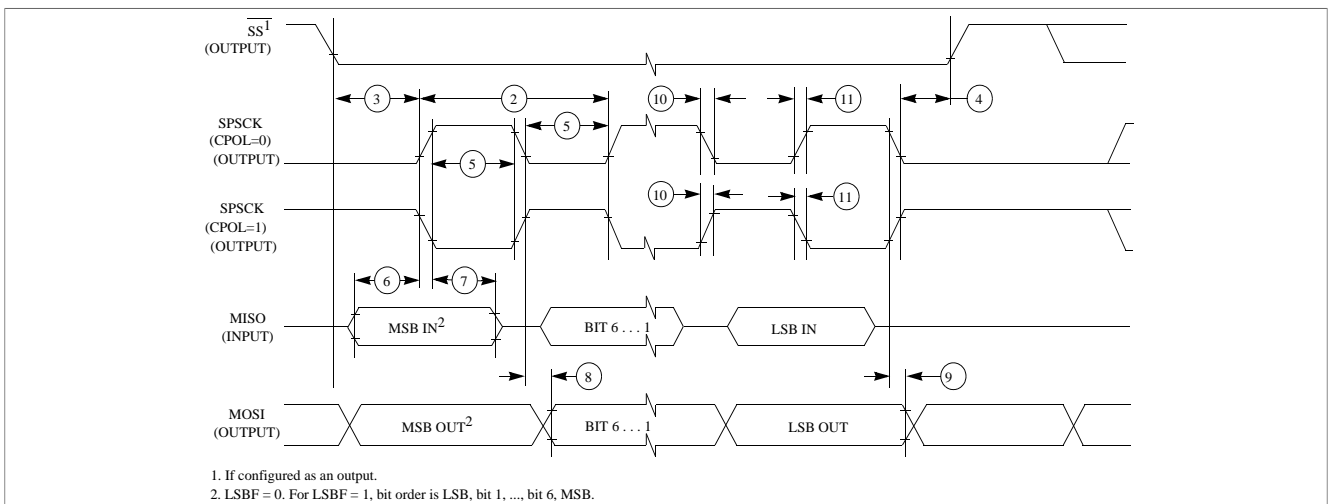 SS¹
(OUTPUT)
3
2
10
11
4
SPSCK
(CPOL=0)
(OUTPUT)
5
5
SPSCK
(CPOL=1)
(OUTPUT)
10
11
6
7
MISO
(INPUT)
MSB IN²
BIT 6 . . . 1
LSB IN
8
9
MOSI
(OUTPUT)
MSB OUT²
BIT 6 . . . 1
LSB OUT
1. If configured as an output.
2. LSBF = 0. For LSBF = 1, bit order is LSB, bit 1, ..., bit 6, MSB.